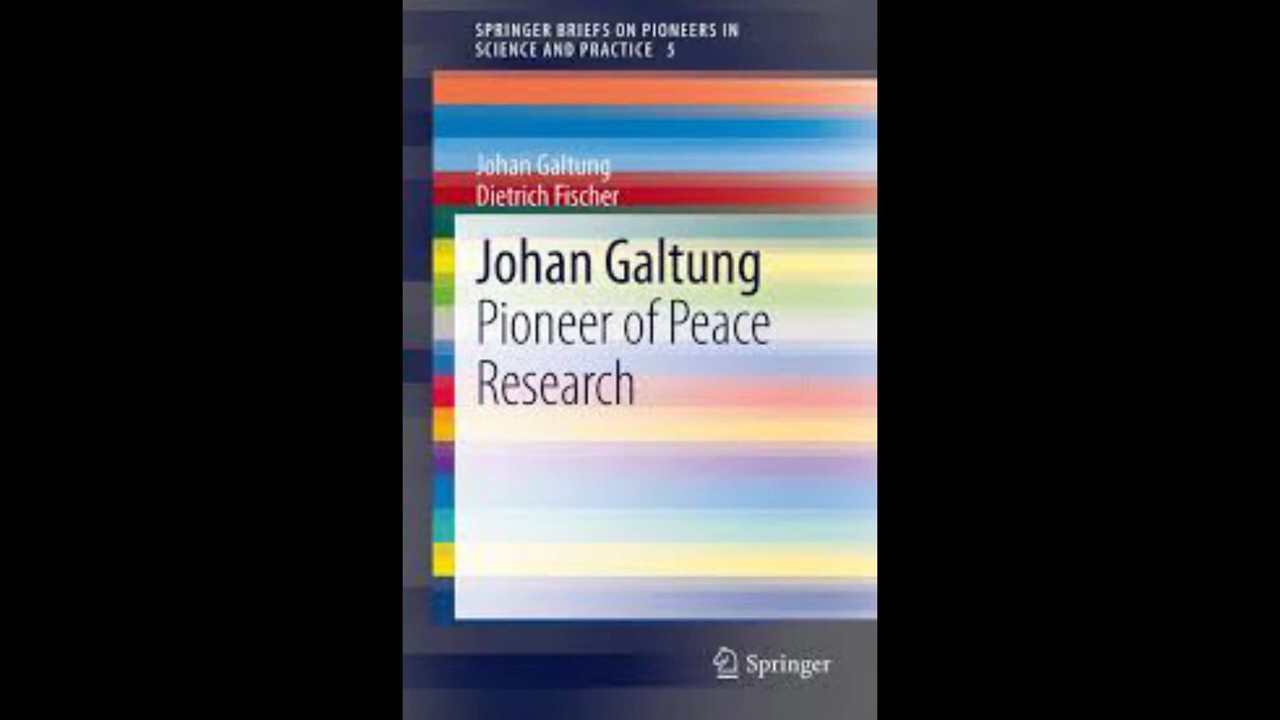 SPRINGER BRIEFS ON PIONEERS IN
SCIENCE AND PRACTICE 5
Johan Galtung
Dietrich Fischer
Johan Galtung
Pioneer of Peace
Research
Springer